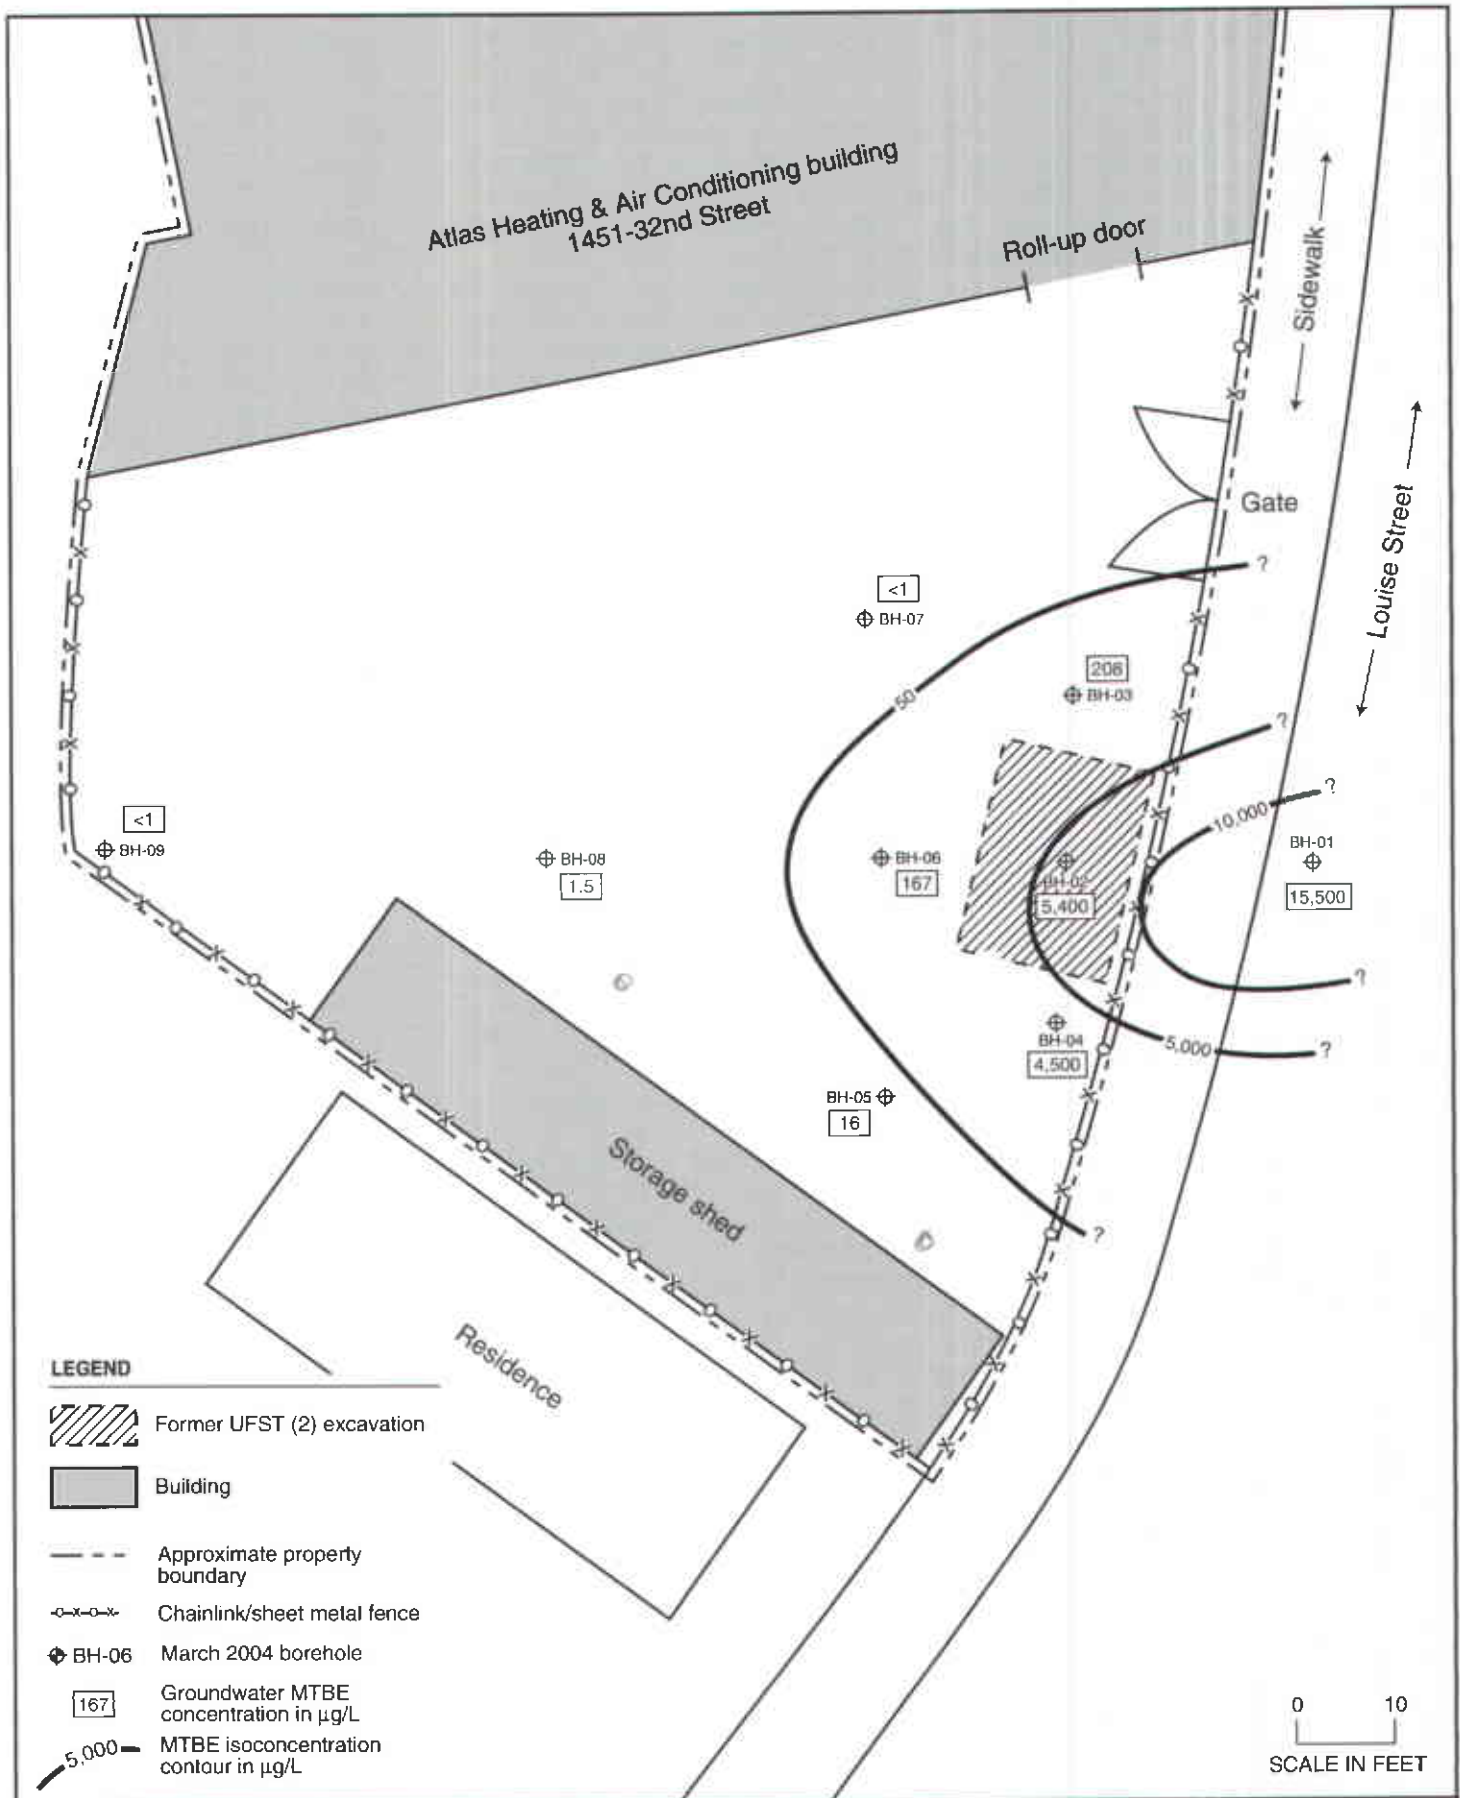 Atlas Heating & Air Conditioning building
1451-32nd Street
Roll-up door
Sidewalk
Louise Street
Gate
?
<1
BH-07
50
208
BH-03
?
10,000
?
BH-01
15,500
<1
BH-09
BH-08
1.5
BH-06
167
BH-02
5,400
?
BH-04
4,500
5,000
?
BH-05
16
?
Storage shed
Residence
LEGEND
Former UFST (2) excavation
Building
Approximate property
boundary
Chainlink/sheet metal fence
BH-06
March 2004 borehole
167
Groundwater MTBE
concentration in µg/L
5,000
MTBE isoconcentration
contour in µg/L
0 10
SCALE IN FEET